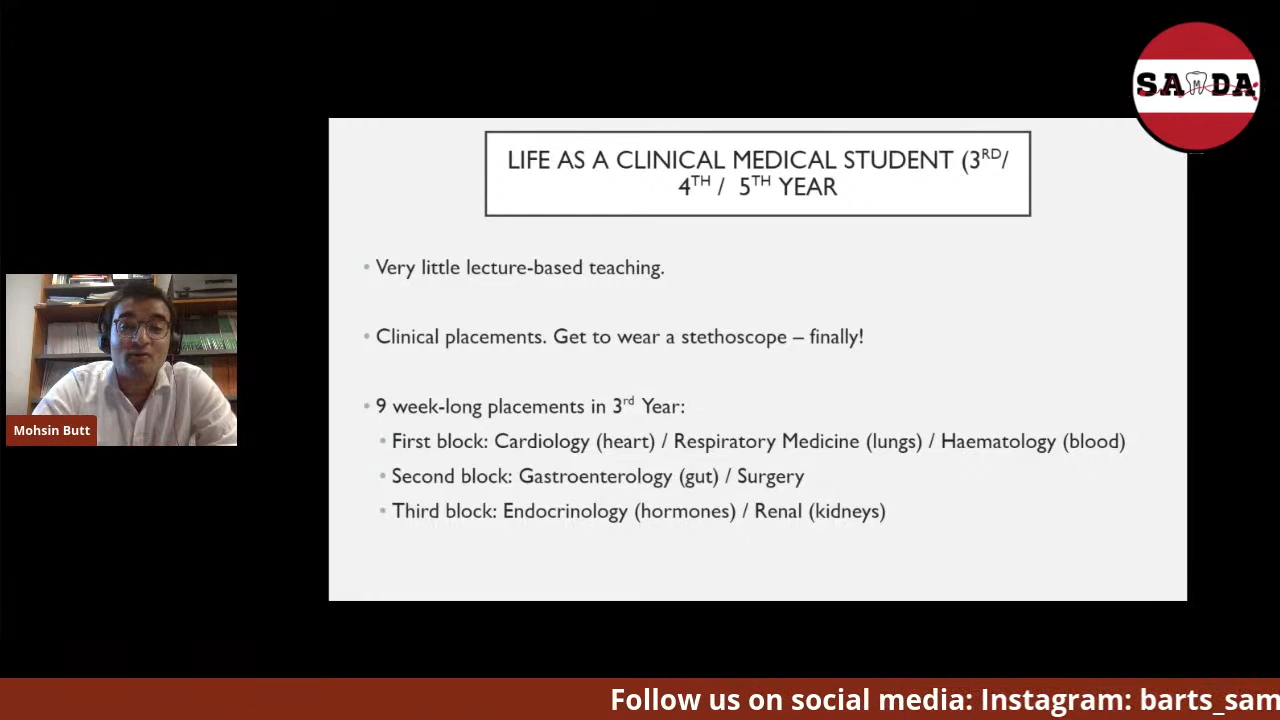 SAMDA
LIFE AS A CLINICAL MEDICAL STUDENT (3RD/
4TH / 5TH YEAR
• Very little lecture-based teaching.
• Clinical placements. Get to wear a stethoscope – finally!
• 9 week-long placements in 3rd Year:
• First block: Cardiology (heart) / Respiratory Medicine (lungs) / Haematology (blood)
• Second block: Gastroenterology (gut) / Surgery
• Third block: Endocrinology (hormones) / Renal (kidneys)
Mohsin Butt
Follow us on social media: Instagram: barts_sam